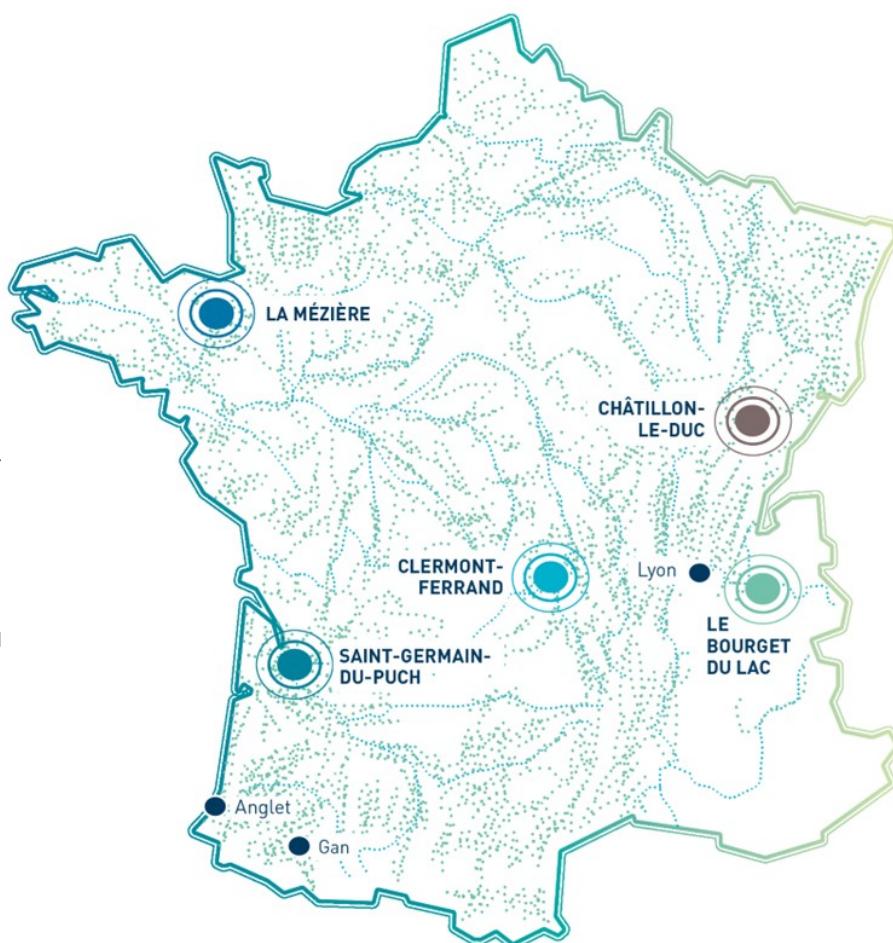 LA MÉZIÈRE
CHÂTILLON-
LE-DUC
CLERMONT-
FERRAND
Lyon
LE
BOURGET
DU LAC
SAINT-GERMAIN-
DU-PUCH
Anglet
Gan